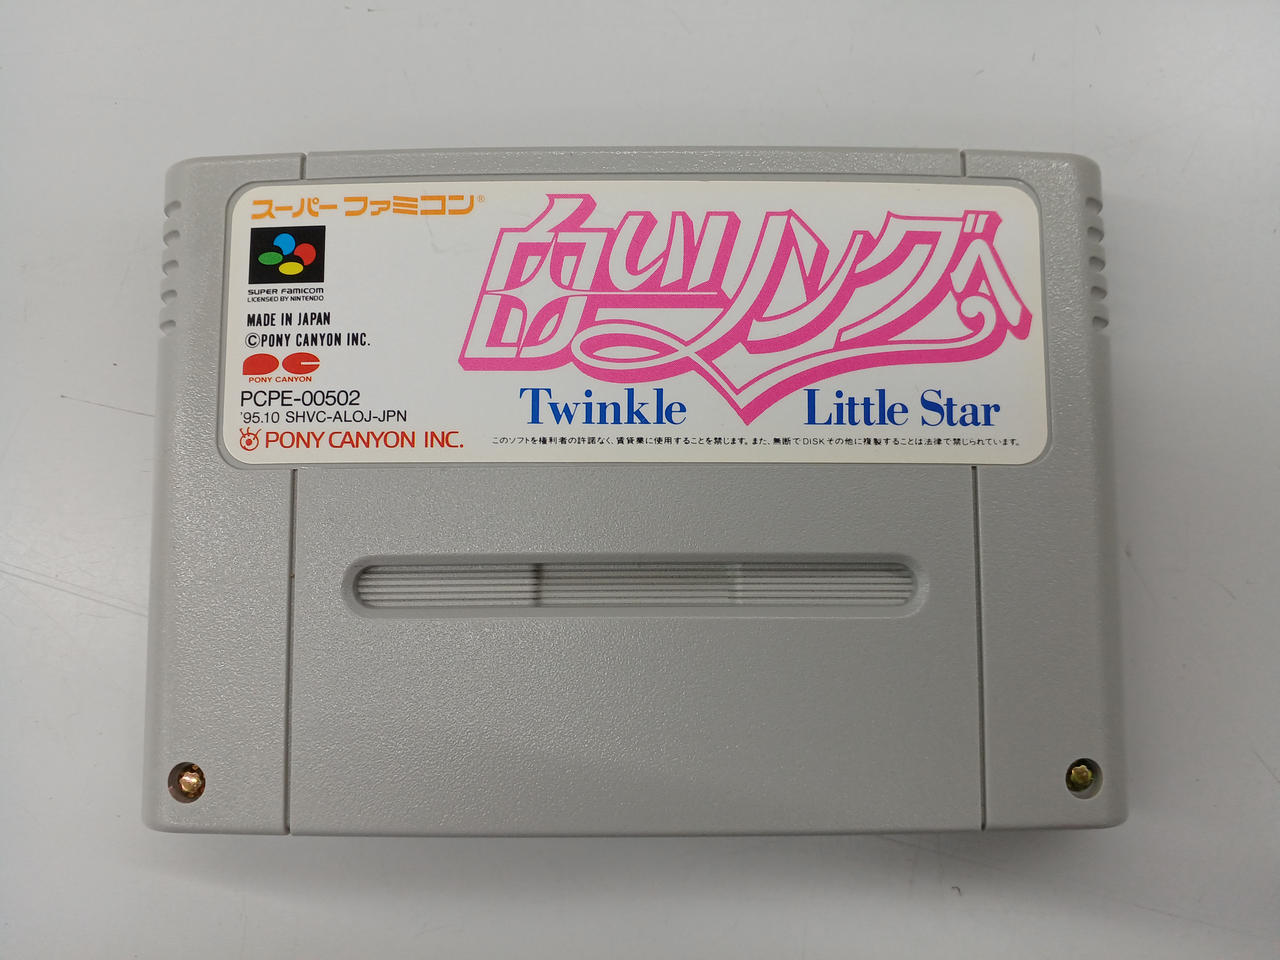 スーパーファミコン®
SUPER FAMICOM
LICENSED BY NINTENDO
MADE IN JAPAN
©PONY CANYON INC.
PC
PONY CANYON
PCPE-00502
'95.10 SHVC-ALOJ-JPN
PONY CANYON INC.
白いリングへ
Twinkle Little Star
このソフトを権利者の許諾なく、賃貸業に使用することを禁じます。また、無断でDISKその他に複製することは法律で禁じられています。